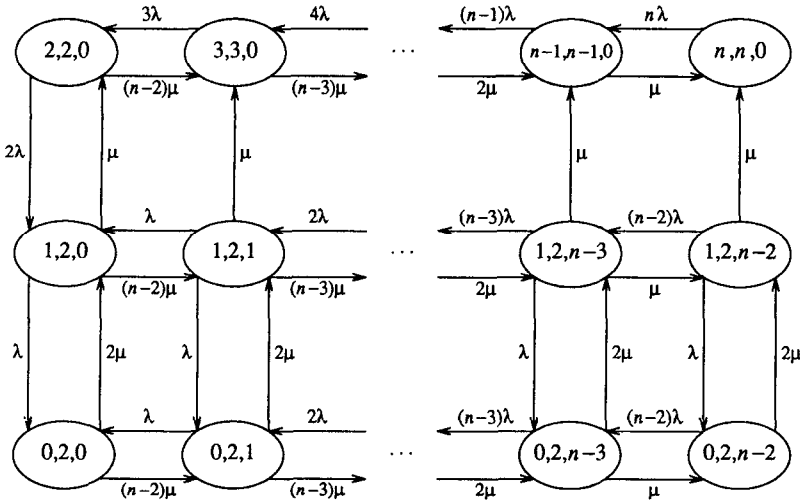 3λ 4λ (n−1)λ nλ
2,2,0 3,3,0 ··· n−1,n−1,0 n,n,0
(n−2)μ (n−3)μ 2μ μ
2λ μ μ μ μ
λ 2λ (n−3)λ (n−2)λ
1,2,0 1,2,1 ··· 1,2,n−3 1,2,n−2
(n−2)μ (n−3)μ 2μ μ
λ 2μ λ 2μ λ 2μ λ 2μ
λ 2λ (n−3)λ (n−2)λ
0,2,0 0,2,1 ··· 0,2,n−3 0,2,n−2
(n−2)μ (n−3)μ 2μ μ